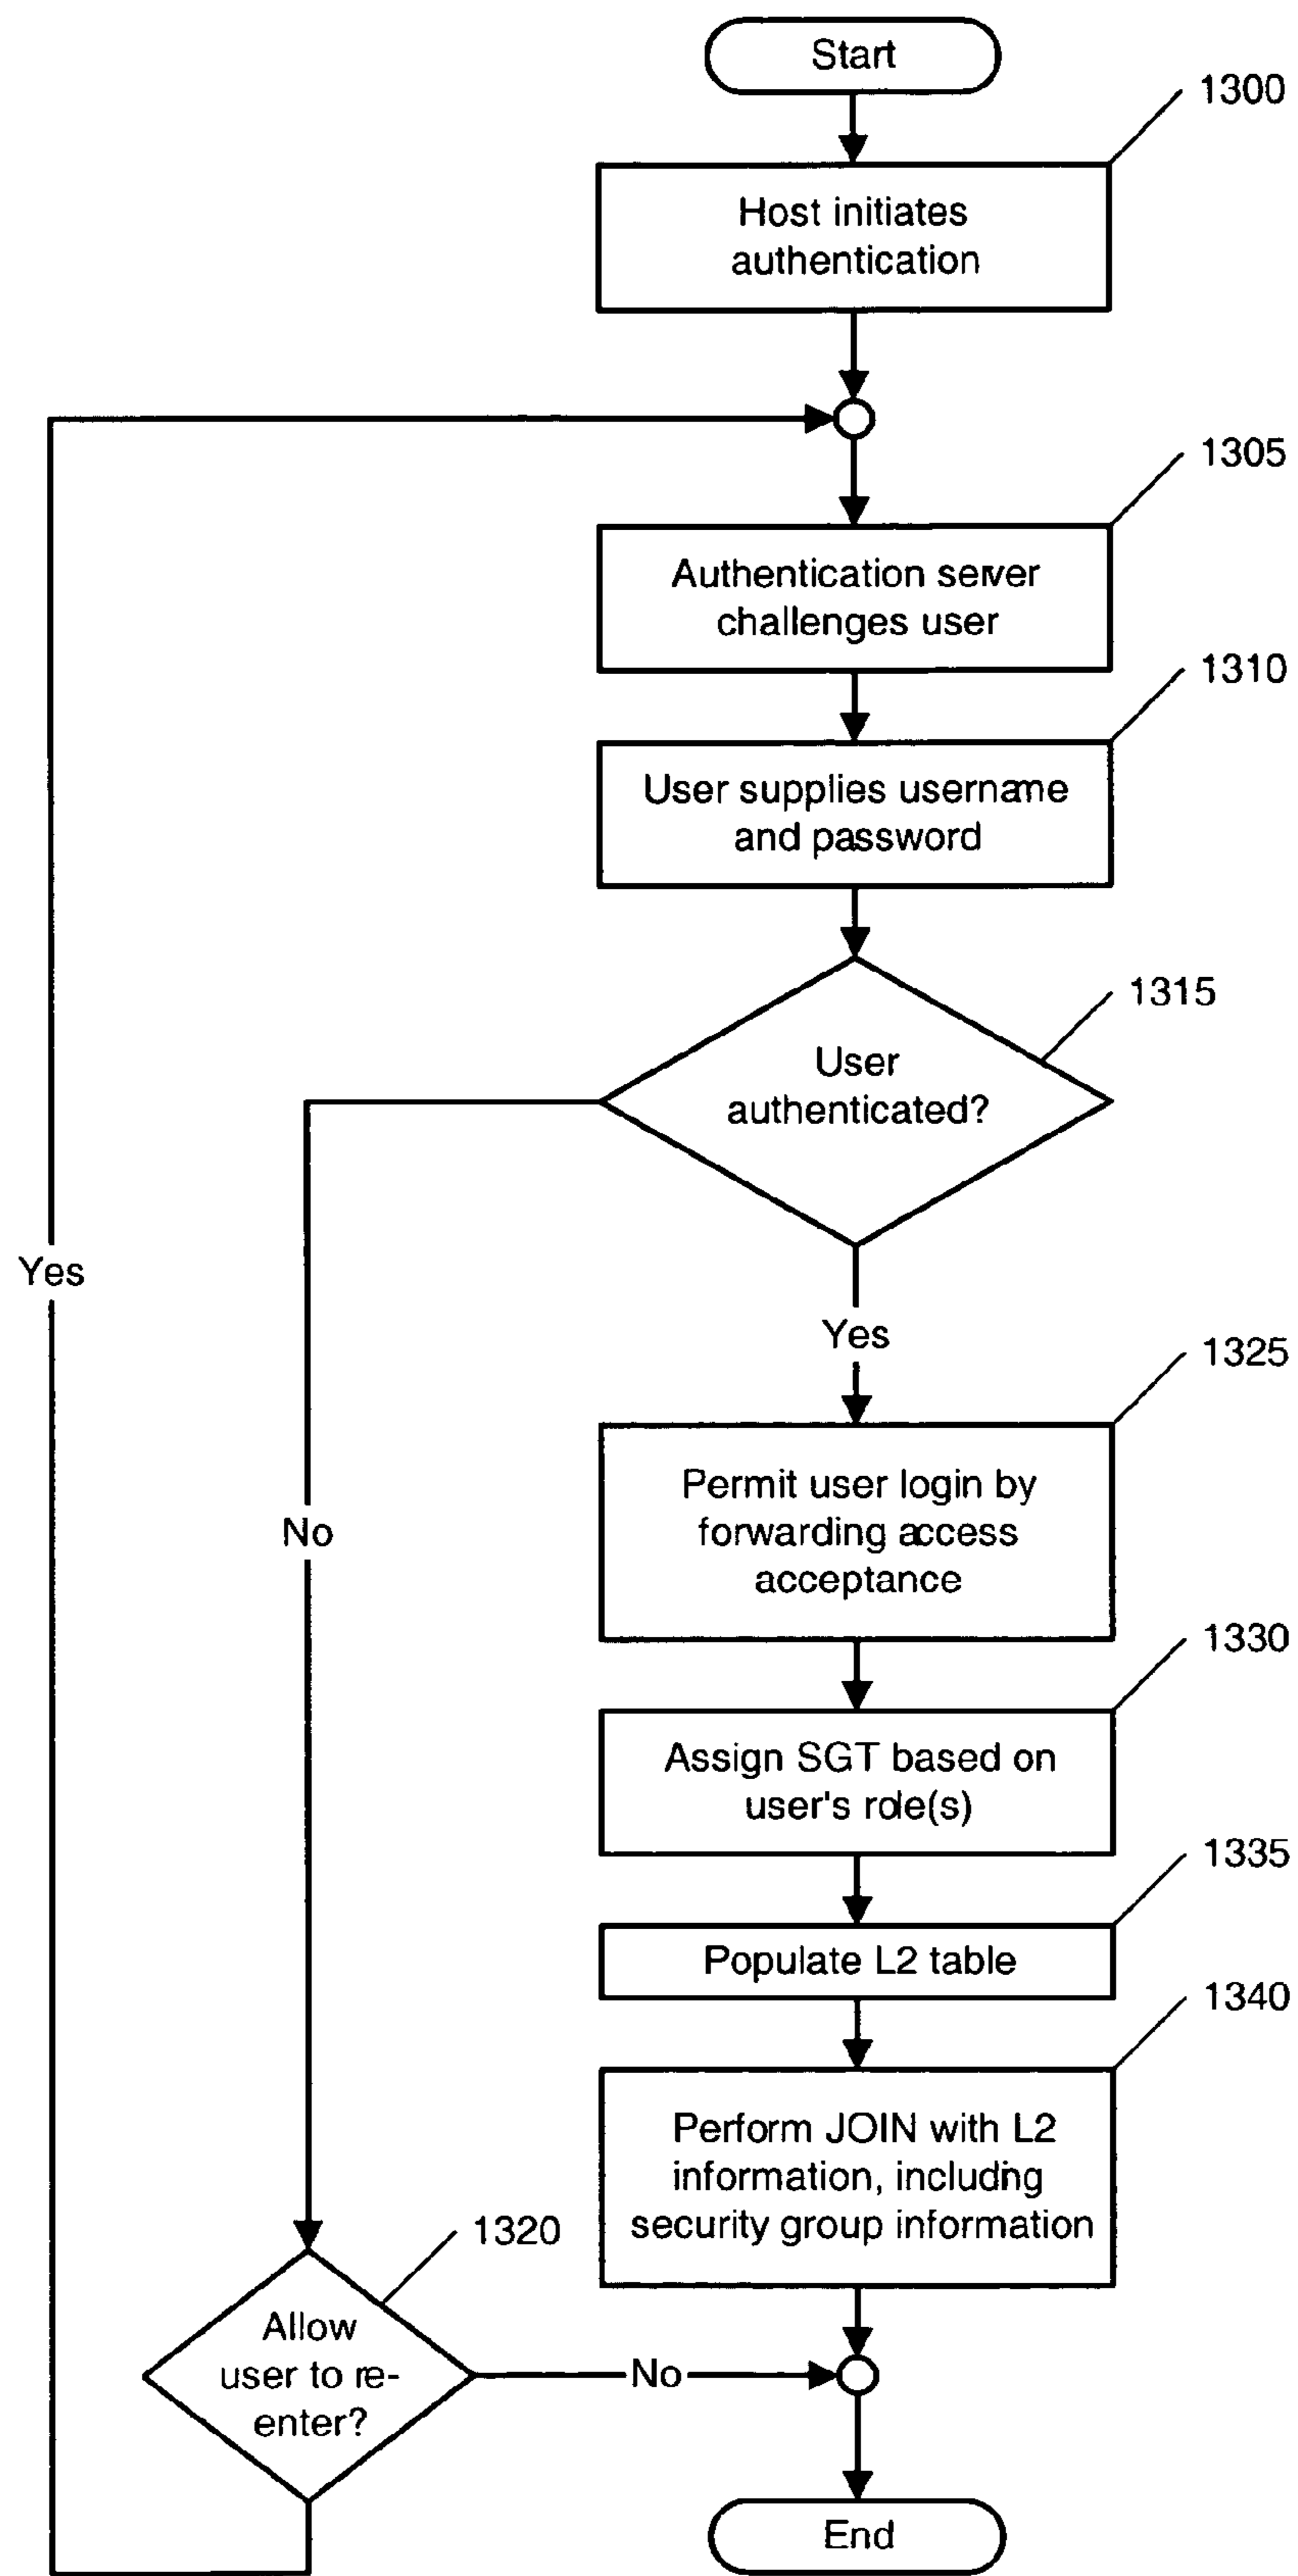 Start
1300
Host initiates
authentication
1305
Authentication server
challenges user
1310
User supplies username
and password
1315
User
authenticated?
Yes
Yes
1325
Permit user login by
forwarding access
acceptance
No
1330
Assign SGT based on
user's role(s)
1335
Populate L2 table
1340
Perform JOIN with L2
information, including
security group information
1320
Allow
user to re-
enter?
No
End